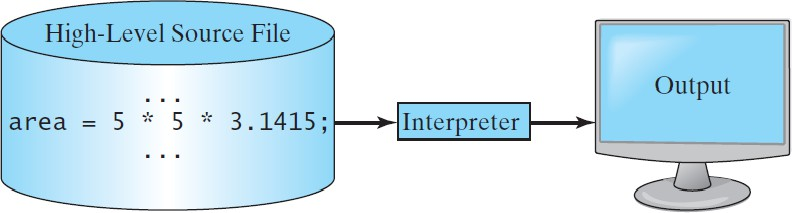 High-Level Source File
...
area = 5 * 5 * 3.1415;
...
Interpreter
Output